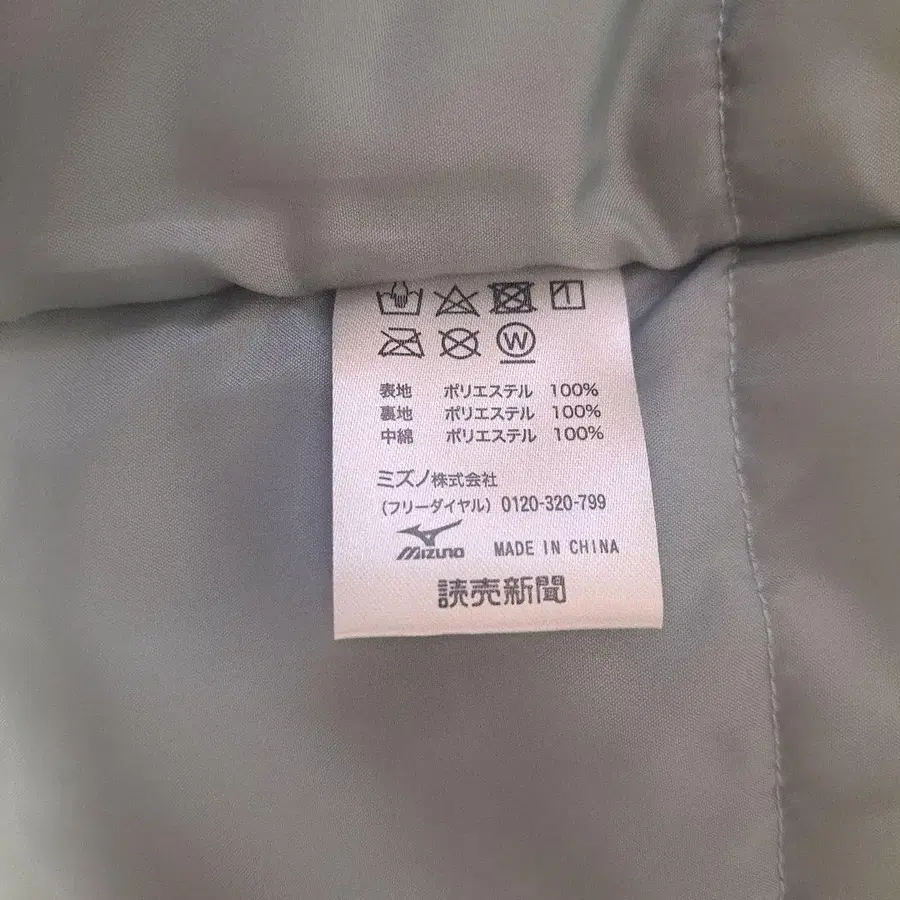 W
表地 ポリエステル 100%
裏地 ポリエステル 100%
中綿 ポリエステル 100%
ミズノ株式会社
(フリーダイヤル) 0120-320-799
MIZUNO MADE IN CHINA
読売新聞